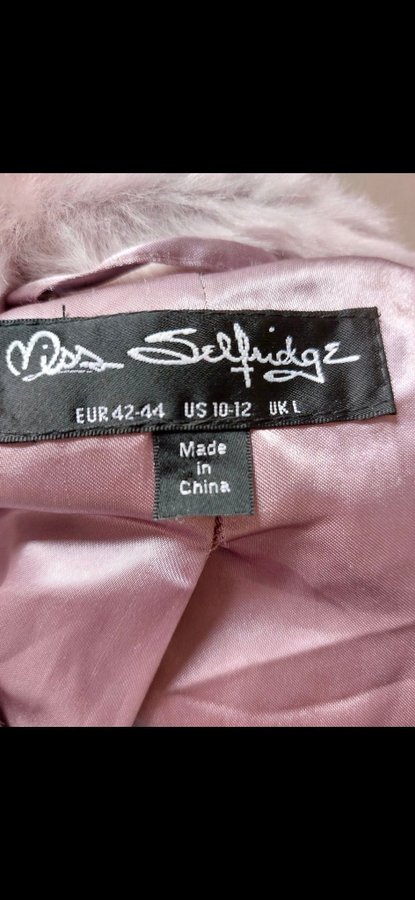 Miss Selfridge
EUR 42-44 US 10-12 UK L
Made
in
China